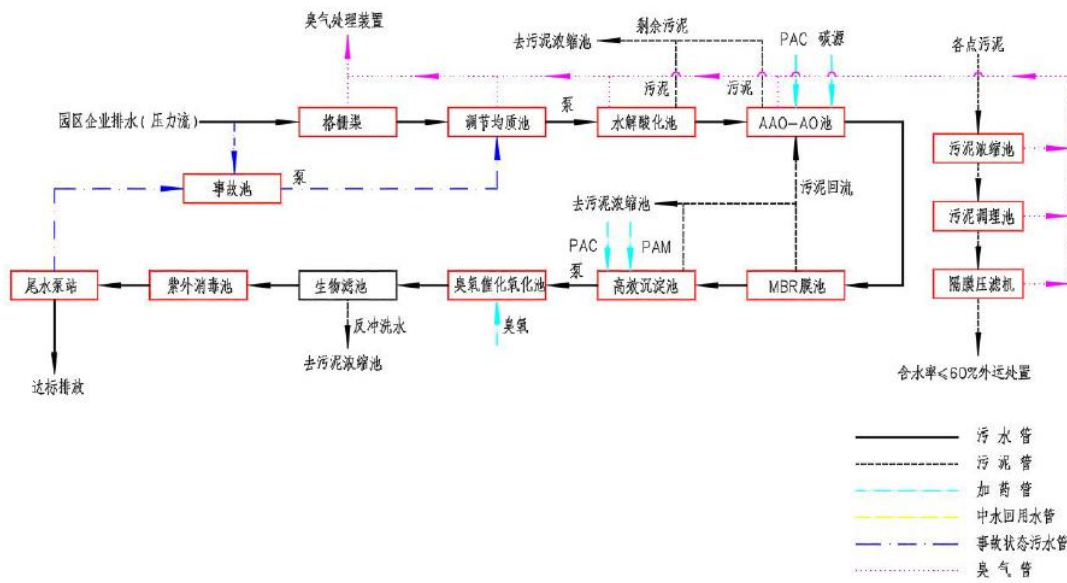 臭气处理装置
去污泥浓缩池
剩余污泥
PAC 碳源
各点污泥
污泥
污泥
园区企业排水(压力流)
格栅渠
调节均质池
泵
水解酸化池
AAO-AO池
污泥浓缩池
事故池
泵
污泥回流
去污泥浓缩池
污泥调理池
PAC
PAM
泵
尾水泵站
紫外消毒池
生物滤池
臭氧催化氧化池
高效沉淀池
MBR膜池
隔膜压滤机
反冲洗水
臭氧
去污泥浓缩池
达标排放
含水率≤60%外运处置
污水管
污泥管
加药管
中水回用水管
事故状态污水管
臭气管